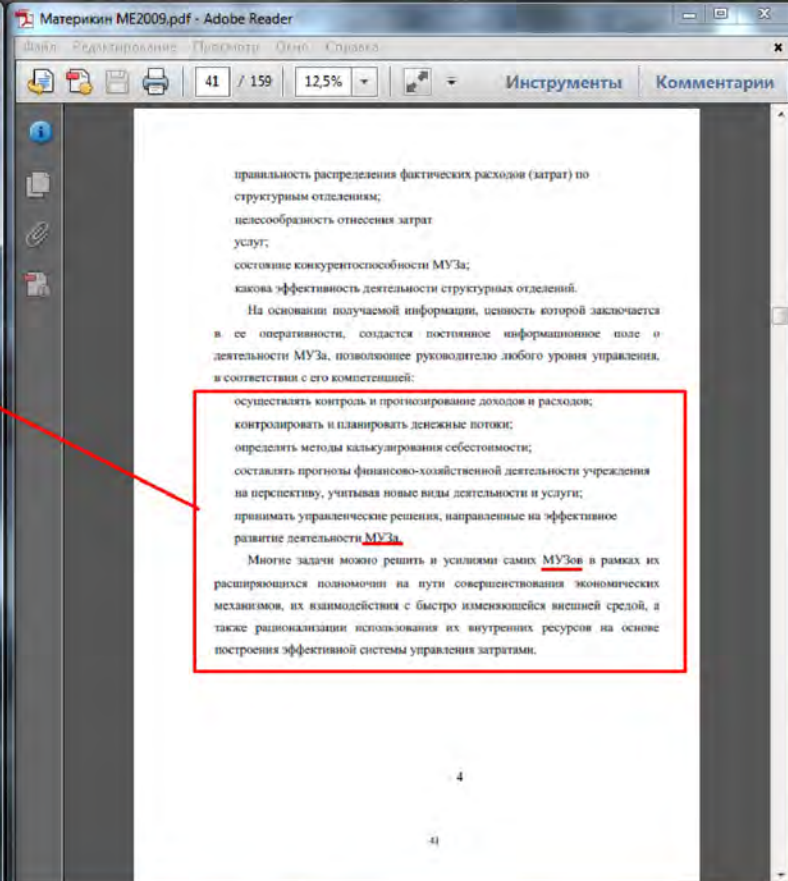 Материкин МЕ2009.pdf - Adobe Reader
Файл Редактирование Просмотр Окно Справка
41 / 159 12,5% Инструменты Комментарии
правильность распределения фактических расходов (затрат) по
структурным отделениям;
целесообразность отнесения затрат
услуг;
состояние конкурентоспособности МУЗа;
какова эффективность деятельности структурных отделений.
На основании получаемой информации, ценность которой заключается
в ее оперативности, создастся постоянное информационное поле о
деятельности МУЗа, позволяющее руководителю любого уровня управления,
в соответствии с его компетенцией:
осуществлять контроль и прогнозирование доходов и расходов;
контролировать и планировать денежные потоки;
определять методы калькулирования себестоимости;
составлять прогнозы финансово-хозяйственной деятельности учреждения
на перспективу, учитывая новые виды деятельности и услуги;
принимать управленческие решения, направленные на эффективное
развитие деятельности МУЗа.
Многие задачи можно решить и усилиями самих МУЗов в рамках их
расширяющихся полномочий на пути совершенствования экономических
механизмов, их взаимодействия с быстро изменяющейся внешней средой, а
также рационализации использования их внутренних ресурсов на основе
построения эффективной системы управления затратами.
4
41